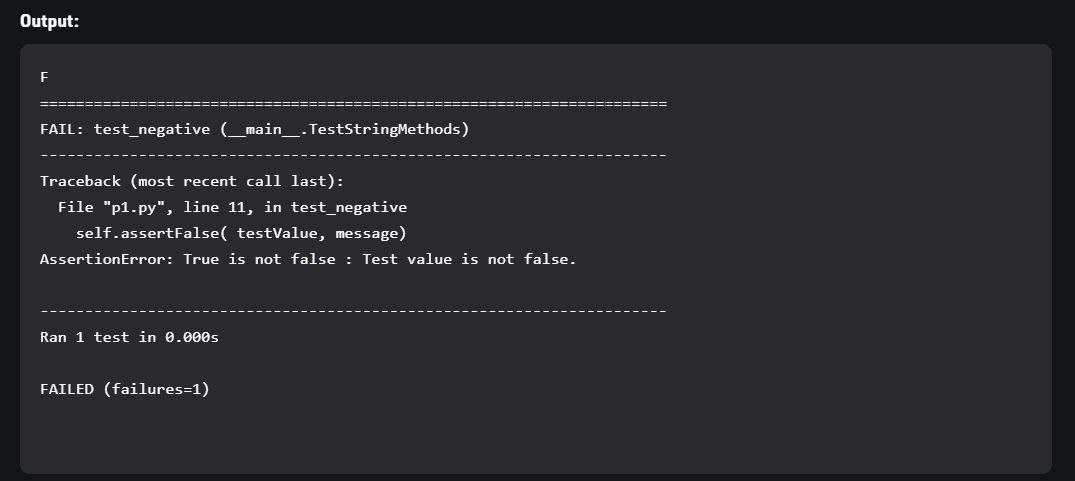 Output:
F
======================================================================
FAIL: test_negative (__main__.TestStringMethods)
----------------------------------------------------------------------
Traceback (most recent call last):
  File "p1.py", line 11, in test_negative
    self.assertFalse( testValue, message)
AssertionError: True is not false : Test value is not false.
----------------------------------------------------------------------
Ran 1 test in 0.000s
FAILED (failures=1)